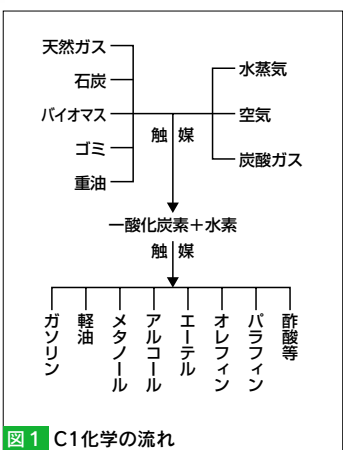 天然ガス
石炭
バイオマス
ゴミ
重油
水蒸気
空気
炭酸ガス
触媒
一酸化炭素+水素
触媒
ガソリン
軽油
メタノール
アルコール
エーテル
オレフィン
パラフィン
酢酸等
図1 C1化学の流れ